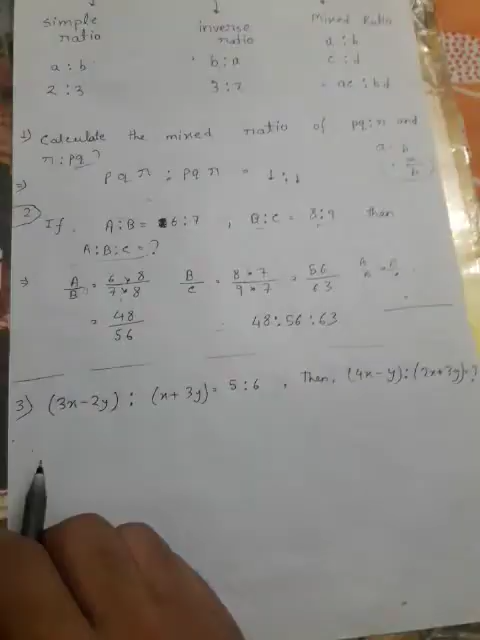 simple ratio
inverse ratio
Mixed Ratio
a : b
b : a
a : b
c : d
2 : 3
3 : 2
= ac : bd
1) Calculate the mixed ratio of pq:r and
r : pq?
⇒ pqr : pqr = 1 : 1
a : b
= a/b
2) If A:B = 6:7 , B:C = 8:9 than
A:B:C = ?
⇒ A/B = 6×8/7×8 B/C = 8×7/9×7 = 56/63
= 48/56 48:56:63
3) (3x-2y) : (x+3y) = 5:6 , Then, (4x-y):(2x+3y)=?